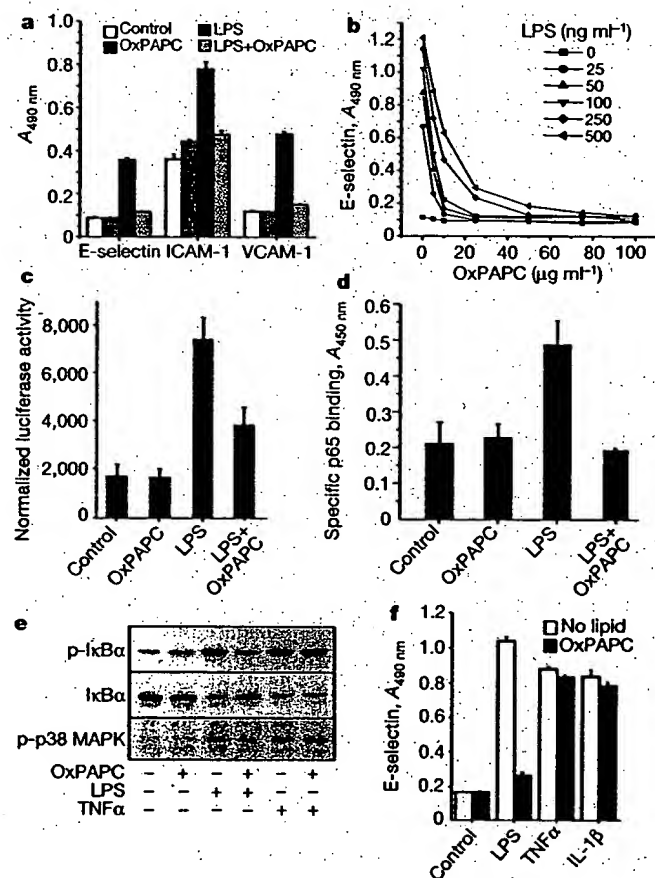 a
Control
LPS
OxPAPC
LPS+OxPAPC
A490 nm
1.0
0.8
0.6
0.4
0.2
0
E-selectin ICAM-1 VCAM-1
b
LPS (ng ml⁻¹)
0
25
50
100
250
500
E-selectin, A490 nm
1.2
1.0
0.8
0.6
0.4
0.2
0
0 20 40 60 80 100
OxPAPC (µg ml⁻¹)
c
Normalized luciferase activity
8,000
6,000
4,000
2,000
0
Control
OxPAPC
LPS
LPS+
OxPAPC
d
Specific p65 binding, A450 nm
0.6
0.5
0.4
0.3
0.2
0.1
0
Control
OxPAPC
LPS
LPS+
OxPAPC
e
p-IκBα
IκBα
p-p38 MAPK
OxPAPC − + − + − +
LPS − − + + − −
TNFα − − − − + +
f
No lipid
OxPAPC
E-selectin, A490 nm
1.2
1.0
0.8
0.6
0.4
0.2
0
Control
LPS
TNFα
IL-1β